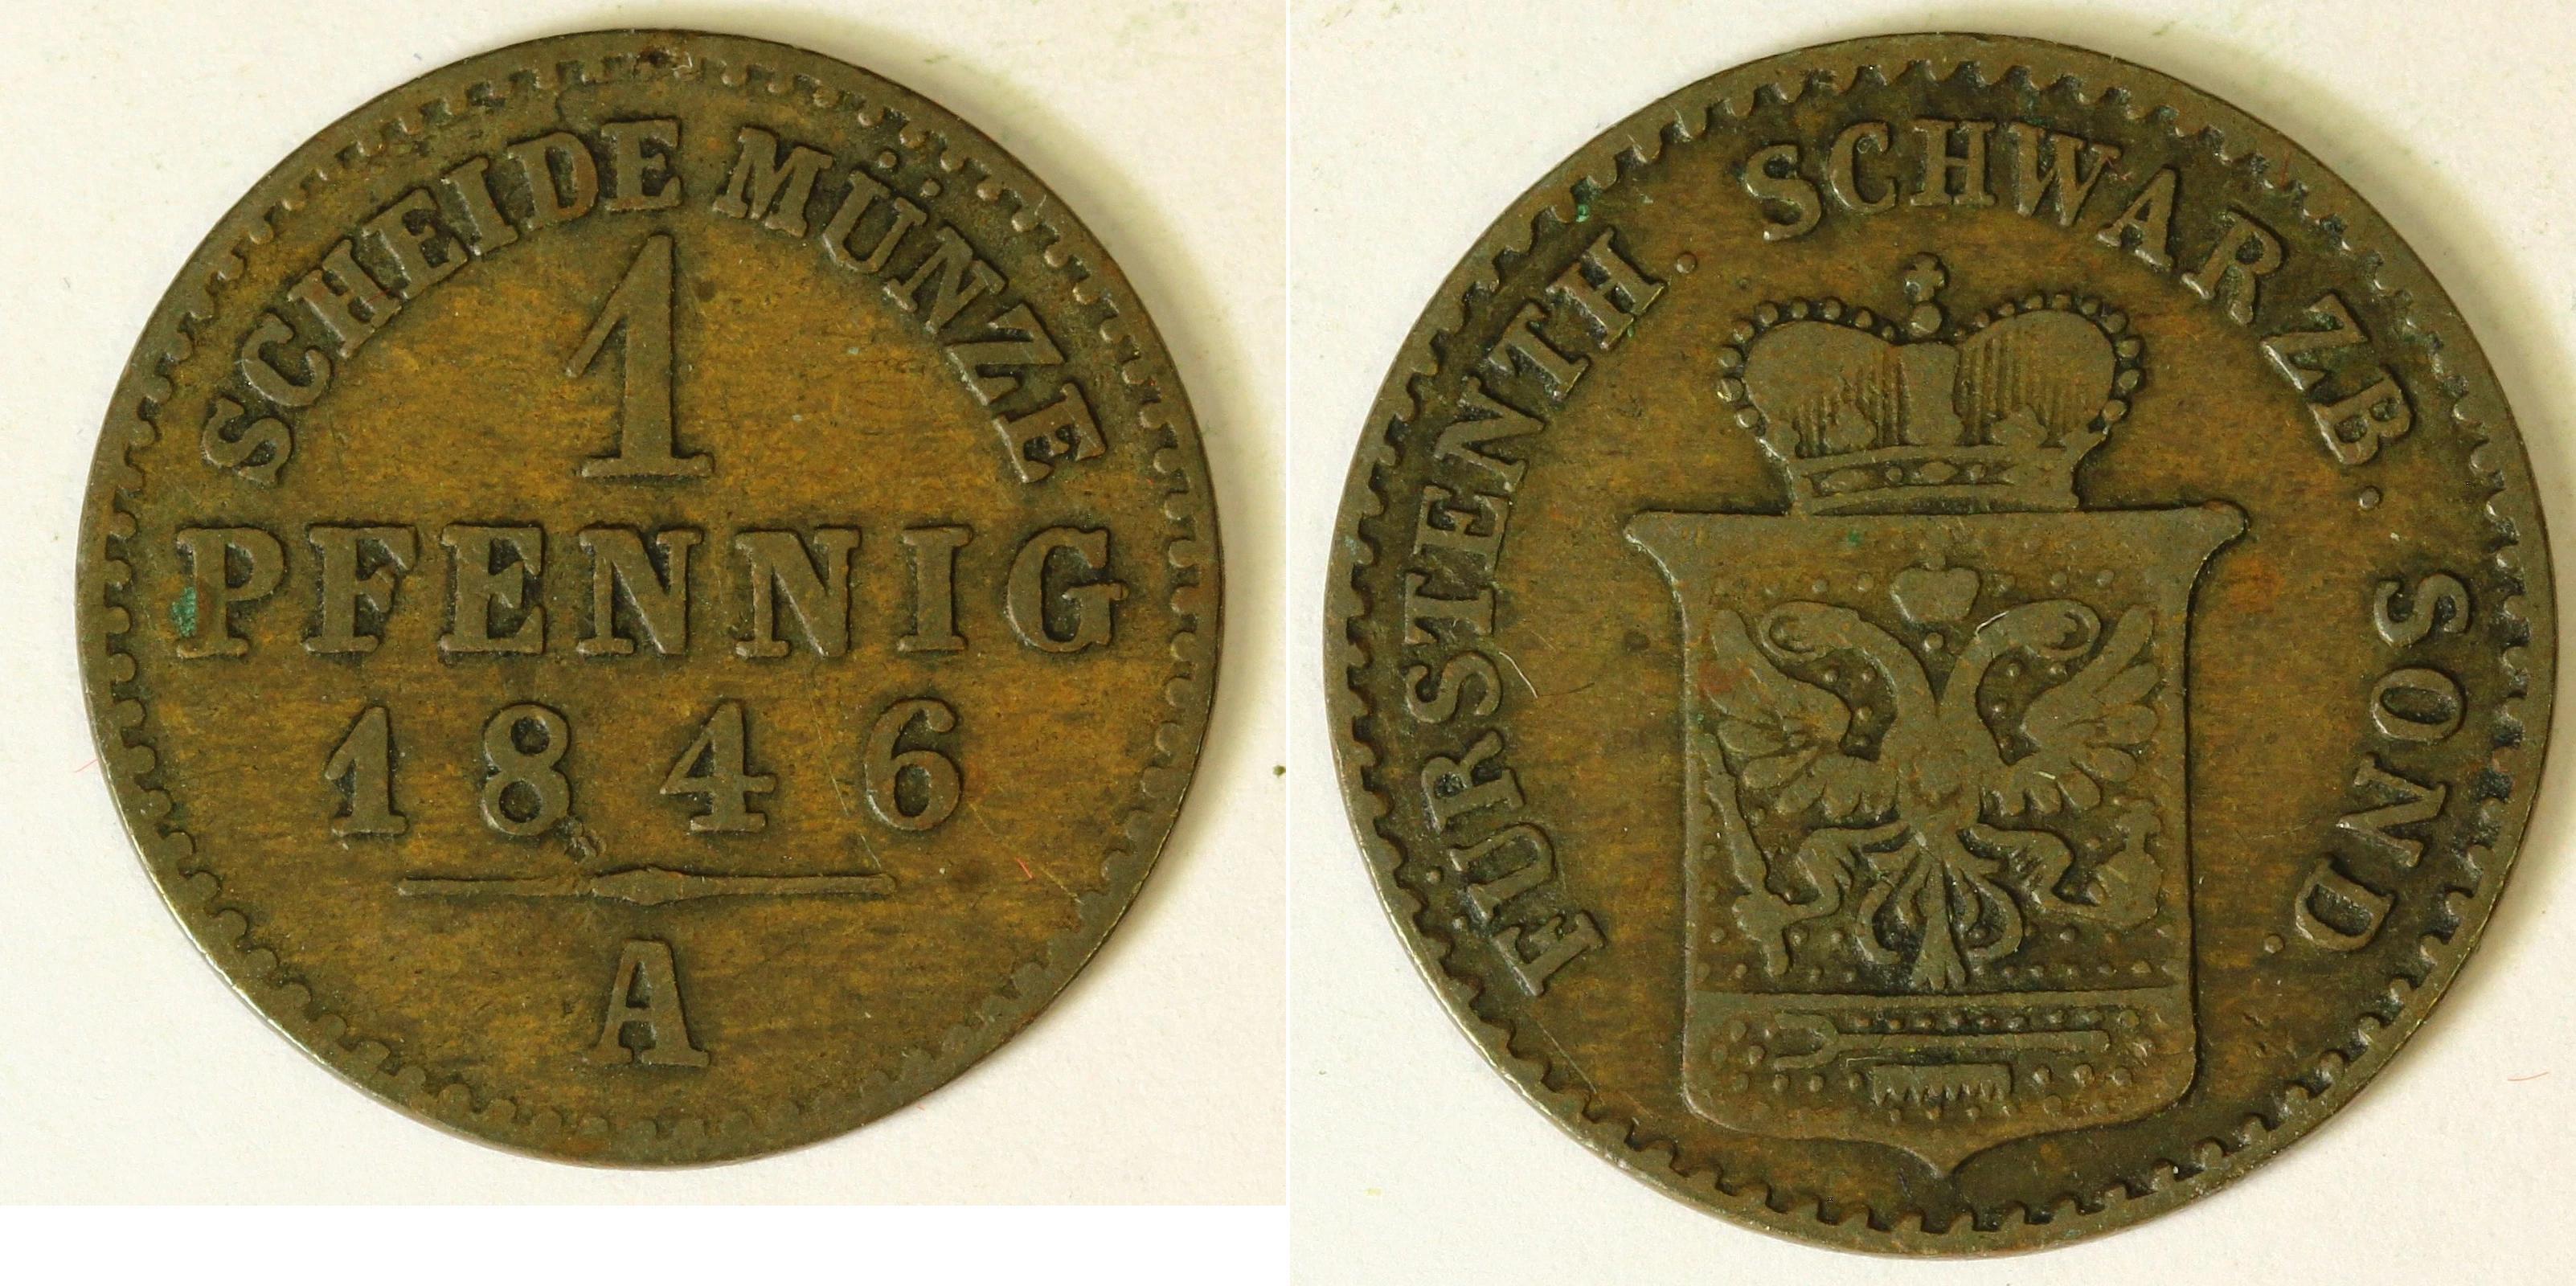 SCHEIDE MÜNZE
1
PFENNIG
1846
A
FÜRSTENTH. SCHWARZB. SOND.